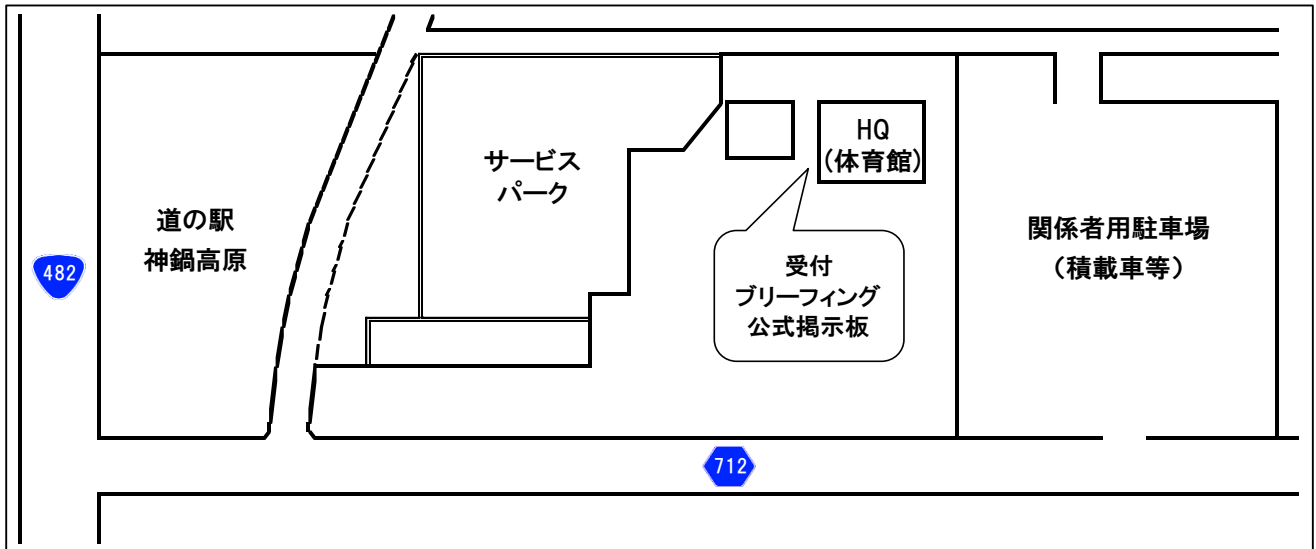 HQ
(体育館)
サービス
パーク
道の駅
神鍋高原
482
受付
ブリーフィング
公式掲示板
関係者用駐車場
（積載車等）
712